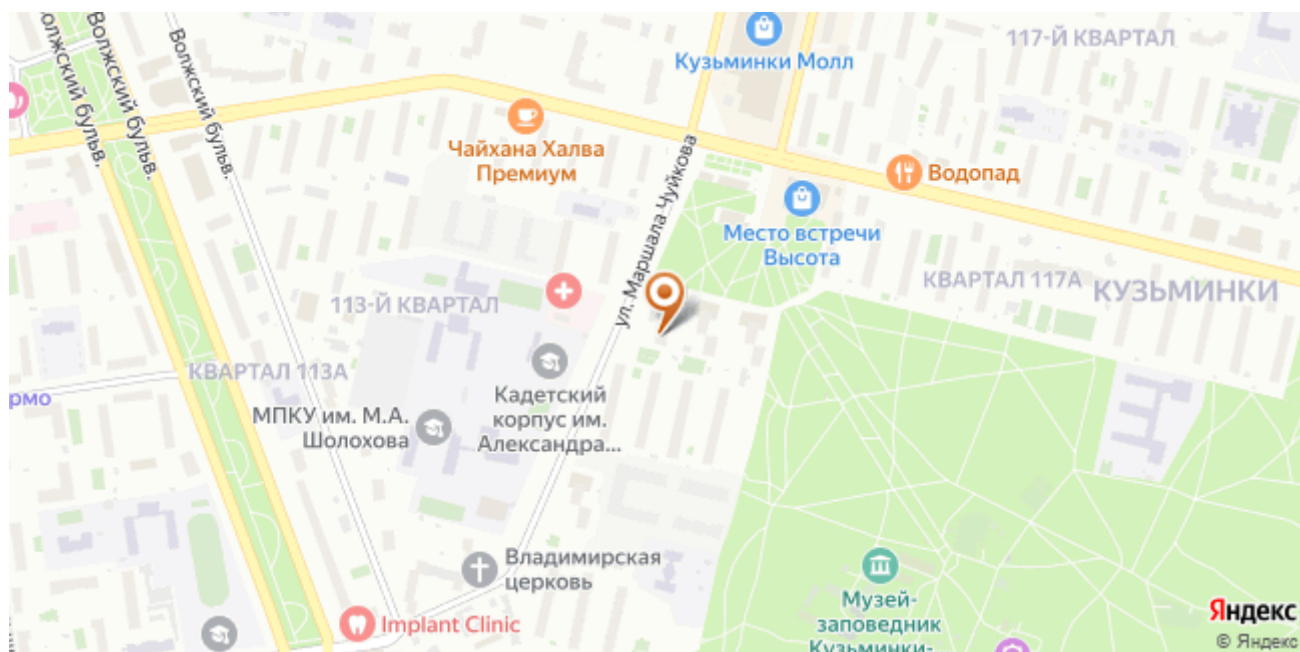 Волжский бульв.
Волжский бульв.
Волжский бульв.
Кузьминки Молл
117-Й КВАРТАЛ
Чайхана Халва
Премиум
ул. Маршала Чуйкова
Водопад
Место встречи
Высота
КВАРТАЛ 117А
КУЗЬМИНКИ
113-Й КВАРТАЛ
КВАРТАЛ 113А
рмо
Кадетский
корпус им.
Александра...
МПКУ им. М.А.
Шолохова
Владимирская
церковь
Implant Clinic
Музей-
заповедник
Кузьминки-
Яндекс
© Яндекс